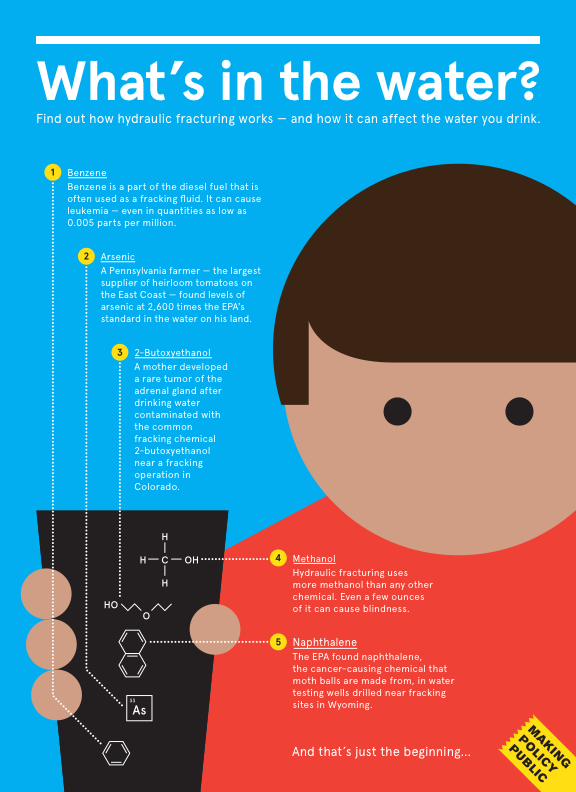 What's in the water?
Find out how hydraulic fracturing works — and how it can affect the water you drink.
1
Benzene
Benzene is a part of the diesel fuel that is
often used as a fracking fluid. It can cause
leukemia — even in quantities as low as
0.005 parts per million.
2
Arsenic
A Pennsylvania farmer — the largest
supplier of heirloom tomatoes on
the East Coast — found levels of
arsenic at 2,600 times the EPA's
standard in the water on his land.
3
2-Butoxyethanol
A mother developed
a rare tumor of the
adrenal gland after
drinking water
contaminated with
the common
fracking chemical
2-butoxyethanol
near a fracking
operation in
Colorado.
H
H C OH
H
4
Methanol
Hydraulic fracturing uses
more methanol than any other
chemical. Even a few ounces
of it can cause blindness.
HO
O
5
Naphthalene
The EPA found naphthalene,
the cancer-causing chemical that
moth balls are made from, in water
testing wells drilled near fracking
sites in Wyoming.
33
As
And that's just the beginning...
MAKING
POLICY
PUBLIC